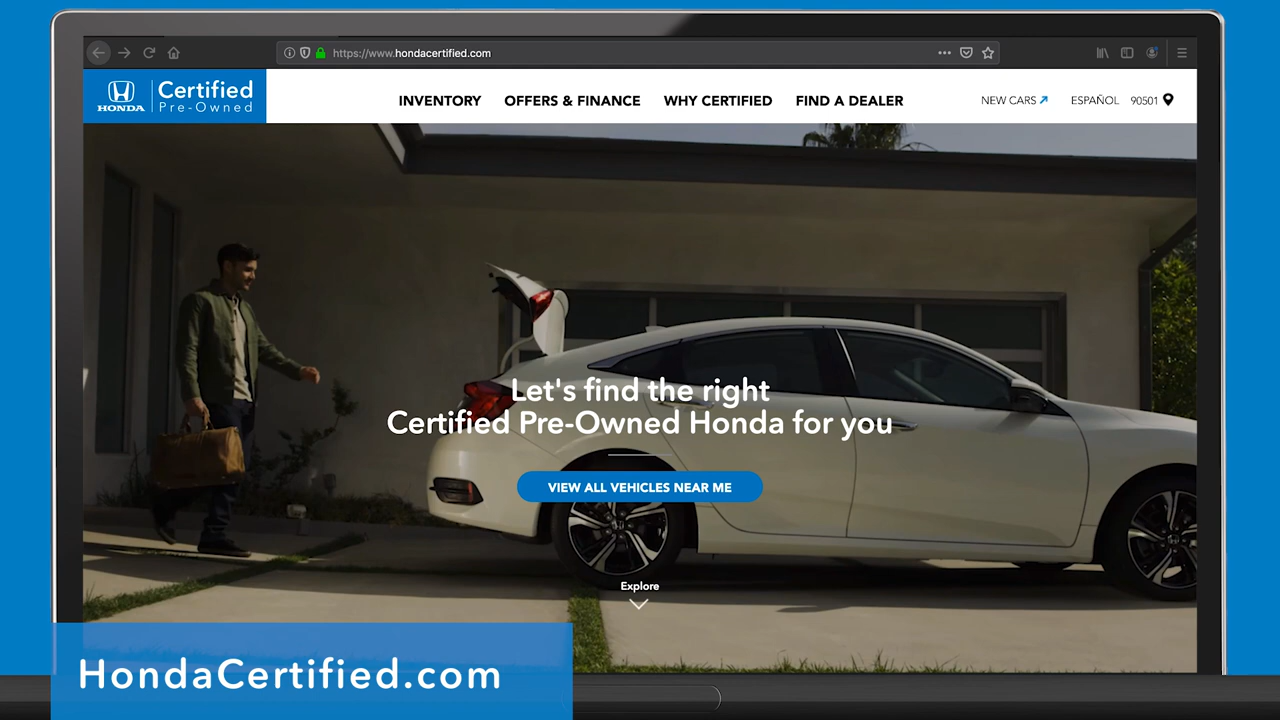 https://www.hondacertified.com
HONDA
Certified
Pre-Owned
INVENTORY
OFFERS & FINANCE
WHY CERTIFIED
FIND A DEALER
NEW CARS
ESPAÑOL
90501
Let's find the right
Certified Pre-Owned Honda for you
VIEW ALL VEHICLES NEAR ME
Explore
HondaCertified.com